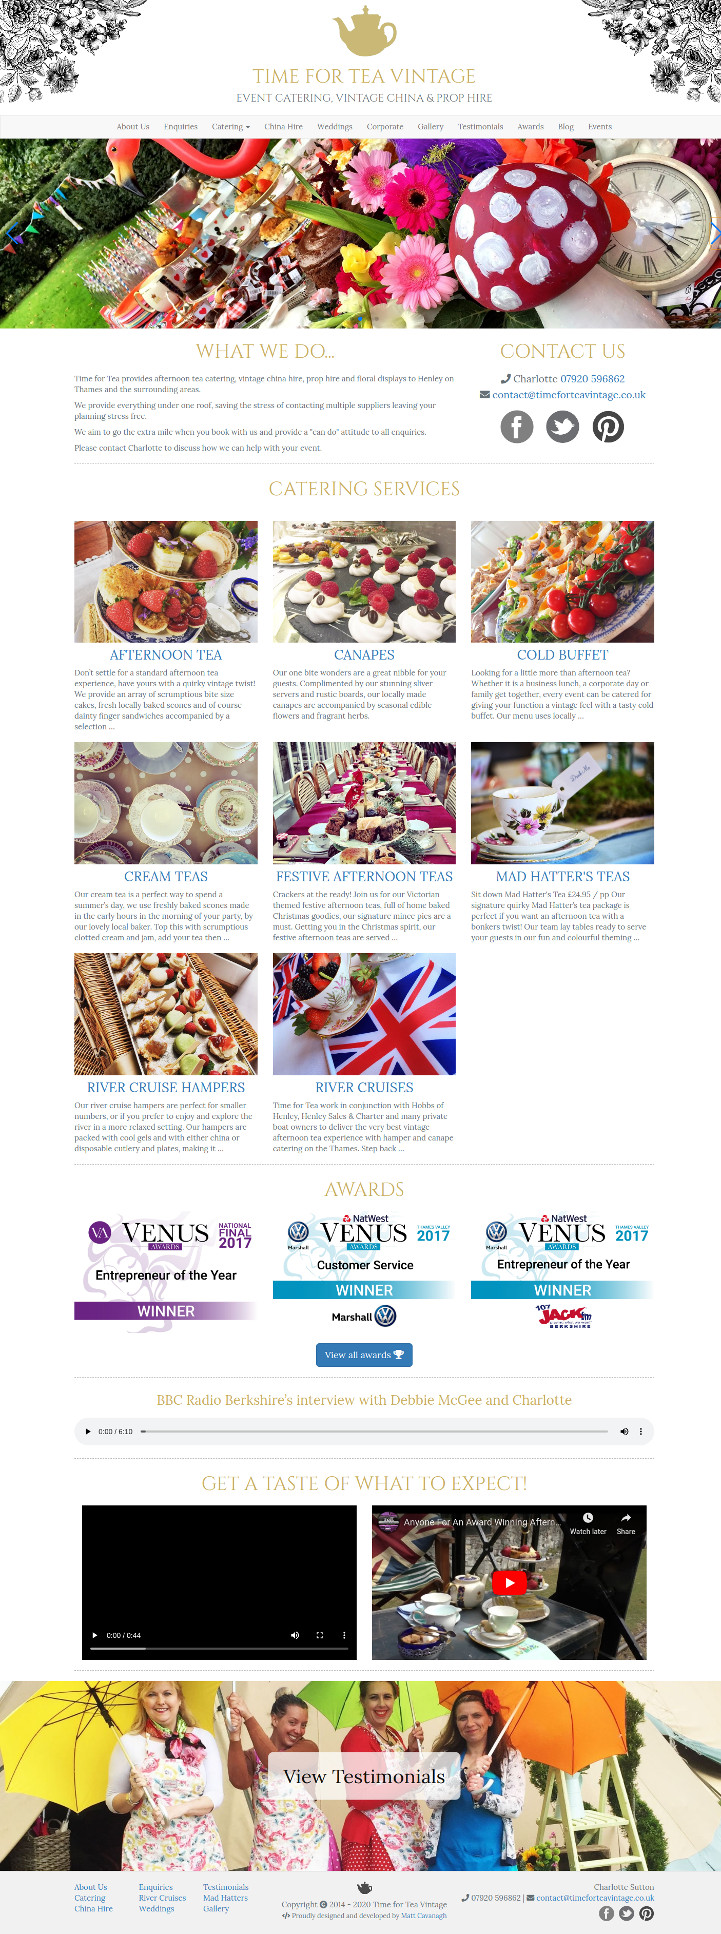 TIME FOR TEA VINTAGE
EVENT CATERING, VINTAGE CHINA & PROP HIRE
About Us Enquiries Catering China Hire Weddings Corporate Gallery Testimonials Awards Blog Events
WHAT WE DO...
Time for Tea provides afternoon tea catering, vintage china hire, prop hire and floral displays to Henley on
Thames and the surrounding areas.
We provide everything under one roof, saving the stress of contacting multiple suppliers leaving your
planning stress free.
We aim to go the extra mile when you book with us and provide a "can do" attitude to all enquiries.
Please contact Charlotte to discuss how we can help with your event.
CONTACT US
Charlotte 07920 596862
contact@timeforteavintage.co.uk
CATERING SERVICES
AFTERNOON TEA
Don't settle for a standard afternoon tea
experience, have yours with a quirky vintage twist!
We provide an array of scrumptious bite size
cakes, fresh locally baked scones and of course
dainty finger sandwiches accompanied by a
selection ...
CANAPES
Our one bite wonders are a great nibble for your
guests. Complimented by our stunning silver
servers and rustic boards, our locally made
canapes are accompanied by seasonal edible
flowers and fragrant herbs.
COLD BUFFET
Looking for a little more than afternoon tea?
Whether it is a business lunch, a corporate day or
family get together, every event can be catered for
giving your function a vintage feel with a tasty cold
buffet. Our menu uses locally ...
Drink Me
CREAM TEAS
Our cream tea is a perfect way to spend a
summer's day, we use freshly baked scones made
in the early hours in the morning of your party, by
our lovely local baker. Top this with scrumptious
clotted cream and jam, add your tea then ...
FESTIVE AFTERNOON TEAS
Crackers at the ready! Join us for our Victorian
themed festive afternoon teas, full of home baked
Christmas goodies, our signature mince pies are a
must. Getting you in the Christmas spirit, our
festive afternoon teas are served ...
MAD HATTER'S TEAS
Sit down Mad Hatter's Tea £24.95 / pp Our
signature quirky Mad Hatter's tea package is
perfect if you want an afternoon tea with a
bonkers twist! Our team lay tables ready to serve
your guests in our fun and colourful theming ...
RIVER CRUISE HAMPERS
Our river cruise hampers are perfect for smaller
numbers, or if you prefer to enjoy and explore the
river in a more relaxed setting. Our hampers are
packed with cool gels and with either china or
disposable cutlery and plates, making it ...
RIVER CRUISES
Time for Tea work in conjunction with Hobbs of
Henley, Henley Sales & Charter and many private
boat owners to deliver the very best vintage
afternoon tea experience with hamper and canape
catering on the Thames. Step back ...
AWARDS
VA VENUS AWARDS NATIONAL FINAL 2017
Entrepreneur of the Year
WINNER
Marshall NatWest VENUS AWARDS THAMES VALLEY 2017
Customer Service
WINNER
Marshall
Marshall NatWest VENUS AWARDS THAMES VALLEY 2017
Entrepreneur of the Year
WINNER
107 JACK fm
BERKSHIRE
View all awards
BBC Radio Berkshire's interview with Debbie McGee and Charlotte
0:00 / 6:10
GET A TASTE OF WHAT TO EXPECT!
0:00 / 0:44
Anyone For An Award Winning Aftern...
Watch later Share
View Testimonials
About Us Enquiries Testimonials
Catering River Cruises Mad Hatters
China Hire Weddings Gallery
Copyright © 2014 - 2020 Time for Tea Vintage
</> Proudly designed and developed by Matt Cavanagh
Charlotte Sutton
07920 596862 | contact@timeforteavintage.co.uk